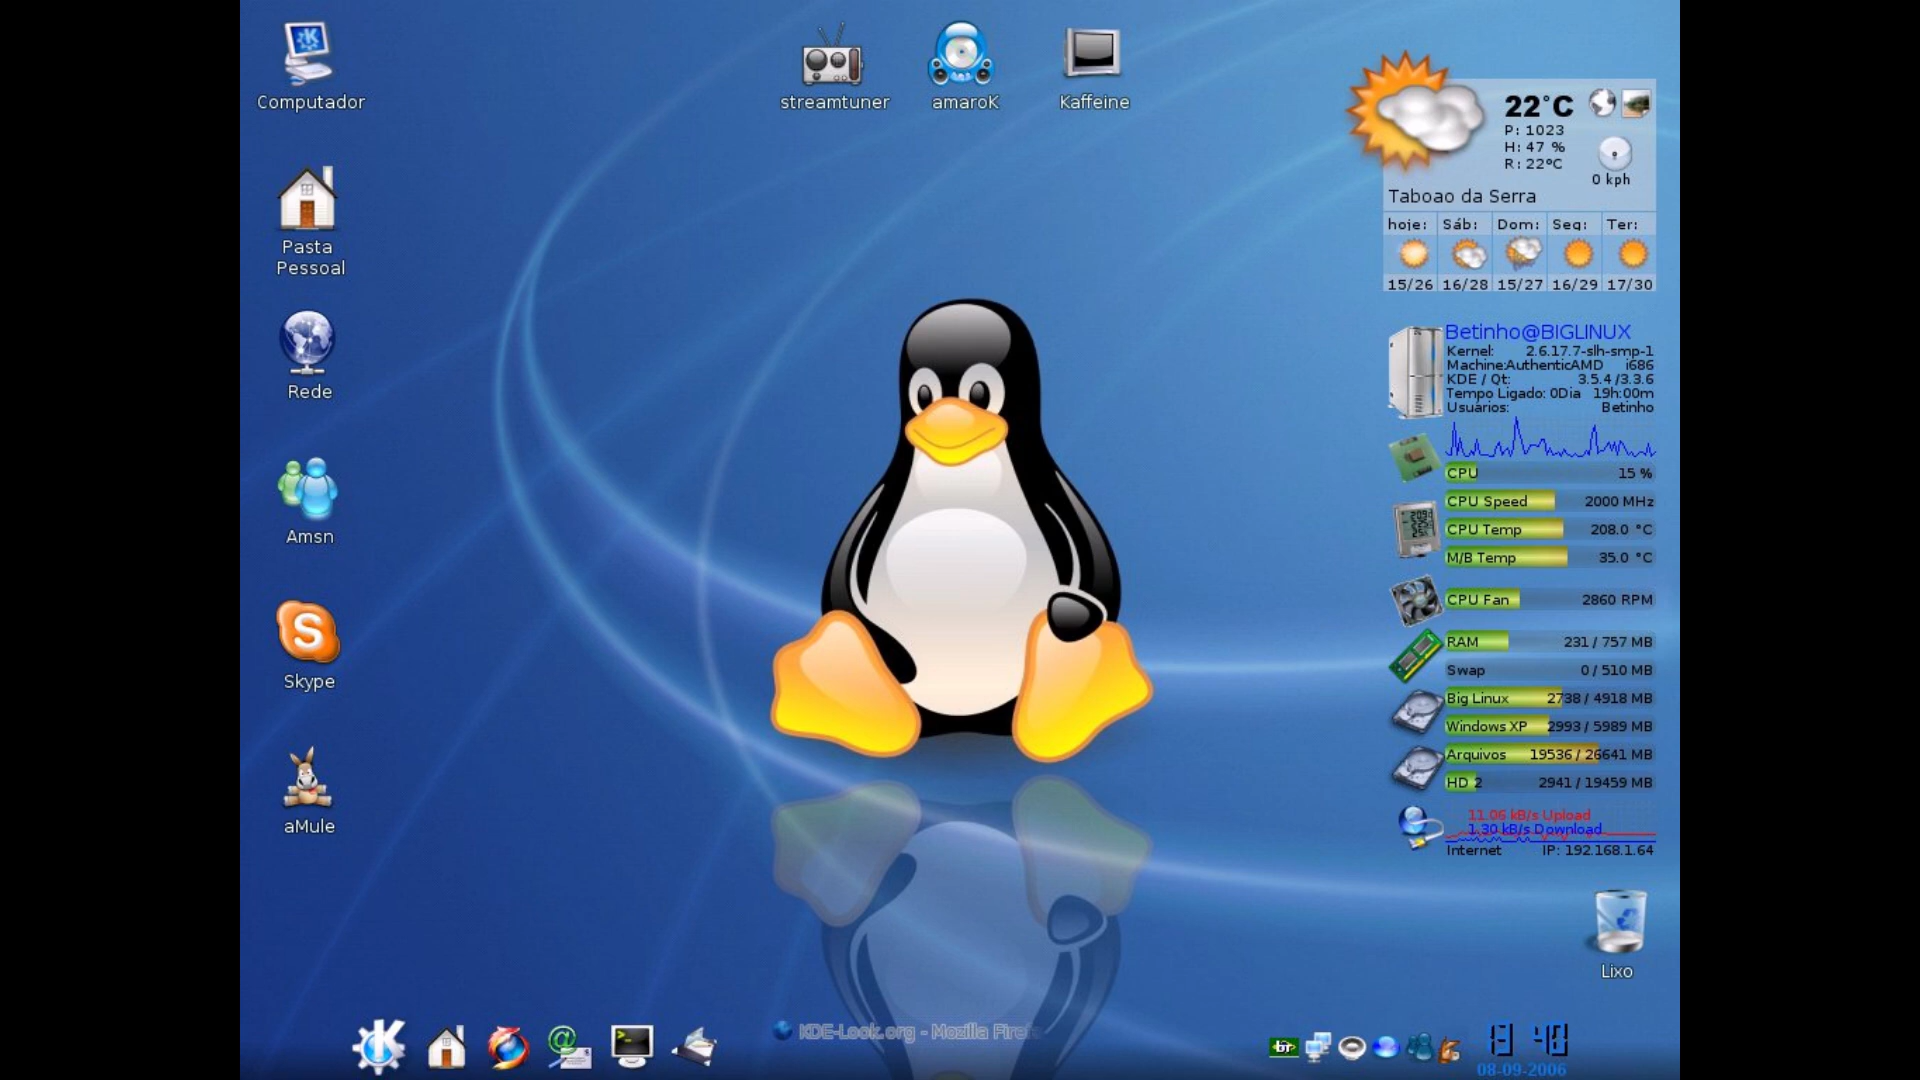 Computador
Pasta
Pessoal
Rede
Amsn
Skype
aMule
streamtuner
amaroK
Kaffeine
22°C
P: 1023
H: 47 %
R: 22ºC
0 kph
Taboao da Serra
hoje: Sáb: Dom: Seg: Ter:
15/26 16/28 15/27 16/29 17/30
Betinho@BIGLINUX
Kernel: 2.6.17.7-slh-smp-1
Machine:AuthenticAMD i686
KDE / Qt: 3.5.4 /3.3.6
Tempo Ligado: 0Dia 19h:00m
Usuarios: Betinho
CPU 15 %
CPU Speed 2000 MHz
CPU Temp 208.0 °C
M/B Temp 35.0 °C
CPU Fan 2860 RPM
RAM 231 / 757 MB
Swap 0 / 510 MB
Big Linux 2738 / 4918 MB
Windows XP 2993 / 5989 MB
Arquivos 19536 / 26641 MB
HD 2 2941 / 19459 MB
11.06 kB/s Upload
1.30 kB/s Download
Internet IP: 192.168.1.64
Lixo
KDE-Look.org - Mozilla Firef
br
08-09-2006